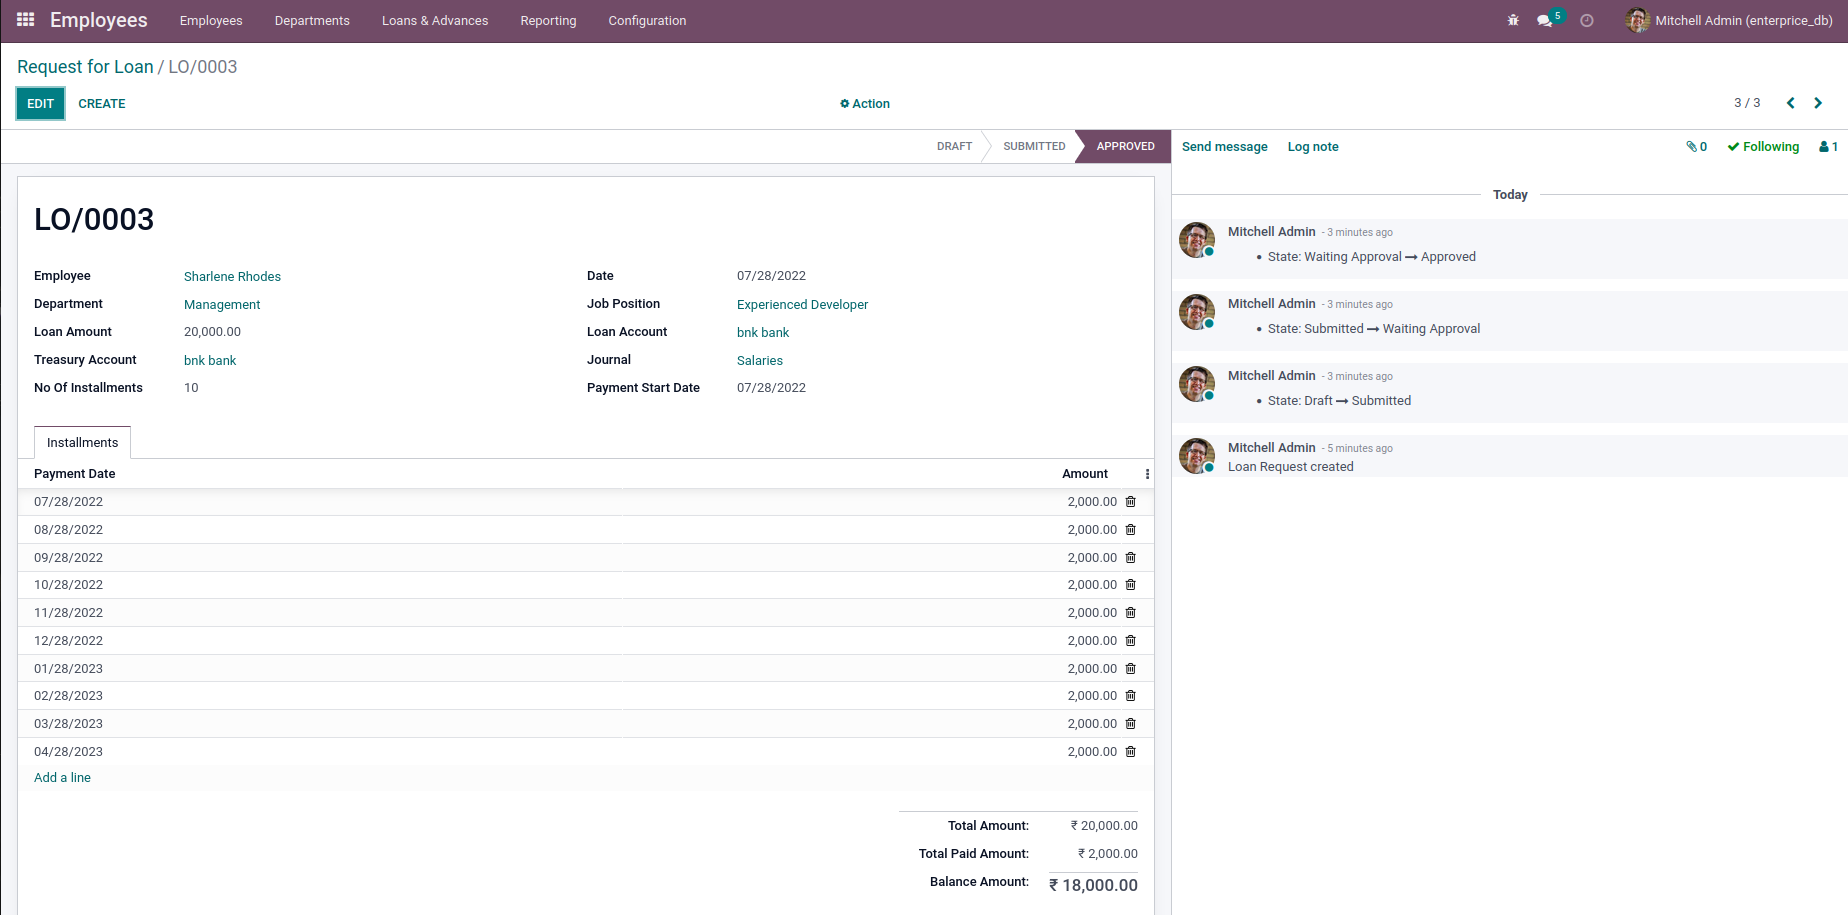 Employees Employees Departments Loans & Advances Reporting Configuration 5 Mitchell Admin (enterprice_db)
Request for Loan / LO/0003
EDIT CREATE Action 3 / 3
DRAFT SUBMITTED APPROVED
Send message Log note 0 Following 1
LO/0003
Employee Sharlene Rhodes Date 07/28/2022
Department Management Job Position Experienced Developer
Loan Amount 20,000.00 Loan Account bnk bank
Treasury Account bnk bank Journal Salaries
No Of Installments 10 Payment Start Date 07/28/2022
Installments
Payment Date Amount
07/28/2022 2,000.00
08/28/2022 2,000.00
09/28/2022 2,000.00
10/28/2022 2,000.00
11/28/2022 2,000.00
12/28/2022 2,000.00
01/28/2023 2,000.00
02/28/2023 2,000.00
03/28/2023 2,000.00
04/28/2023 2,000.00
Add a line
Total Amount: ₹ 20,000.00
Total Paid Amount: ₹ 2,000.00
Balance Amount: ₹ 18,000.00
Today
Mitchell Admin - 3 minutes ago
• State: Waiting Approval → Approved
Mitchell Admin - 3 minutes ago
• State: Submitted → Waiting Approval
Mitchell Admin - 3 minutes ago
• State: Draft → Submitted
Mitchell Admin - 5 minutes ago
Loan Request created